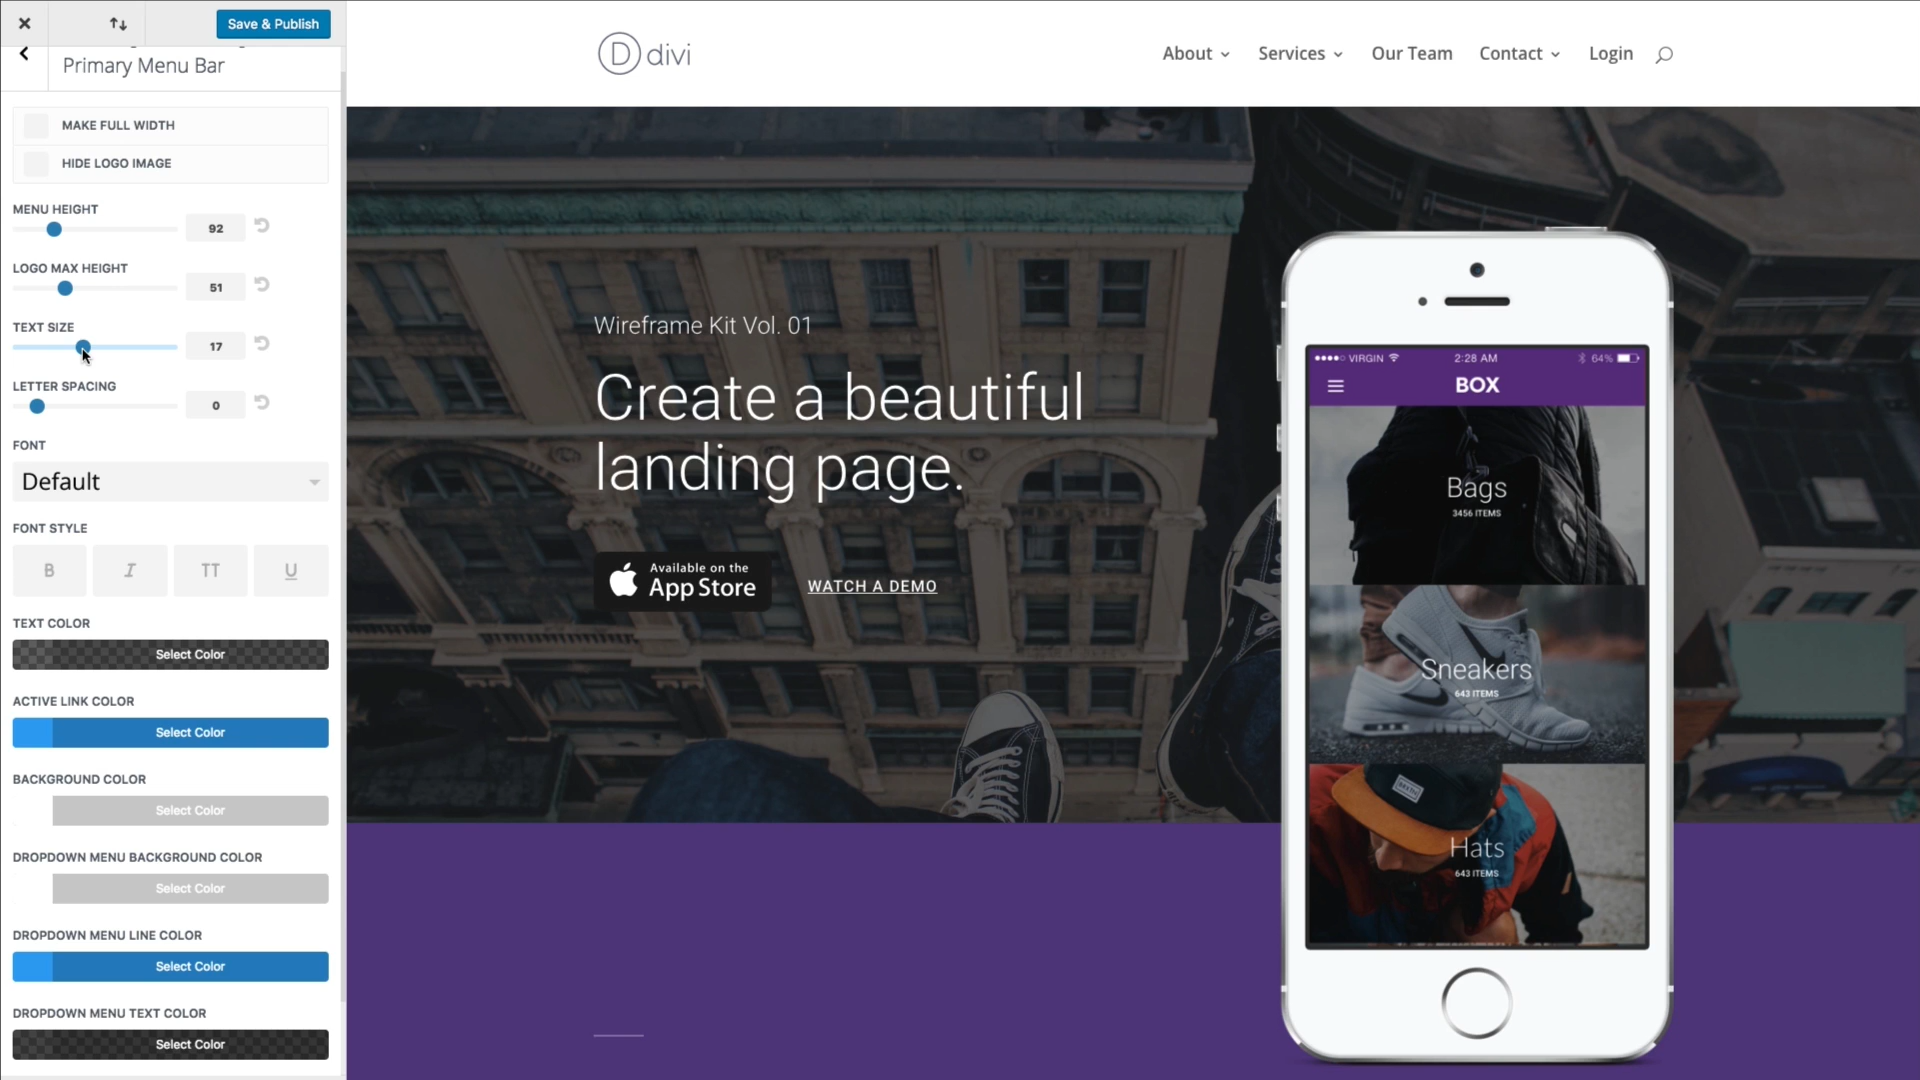 Save & Publish
Primary Menu Bar
MAKE FULL WIDTH
HIDE LOGO IMAGE
MENU HEIGHT
92
LOGO MAX HEIGHT
51
TEXT SIZE
17
LETTER SPACING
0
FONT
Default
FONT STYLE
B I TT U
TEXT COLOR
Select Color
ACTIVE LINK COLOR
Select Color
BACKGROUND COLOR
Select Color
DROPDOWN MENU BACKGROUND COLOR
Select Color
DROPDOWN MENU LINE COLOR
Select Color
DROPDOWN MENU TEXT COLOR
Select Color
D divi
About Services Our Team Contact Login
Wireframe Kit Vol. 01
Create a beautiful
landing page.
Available on the
App Store
WATCH A DEMO
VIRGIN 2:28 AM 64%
BOX
Bags
3456 ITEMS
Sneakers
643 ITEMS
Hats
643 ITEMS